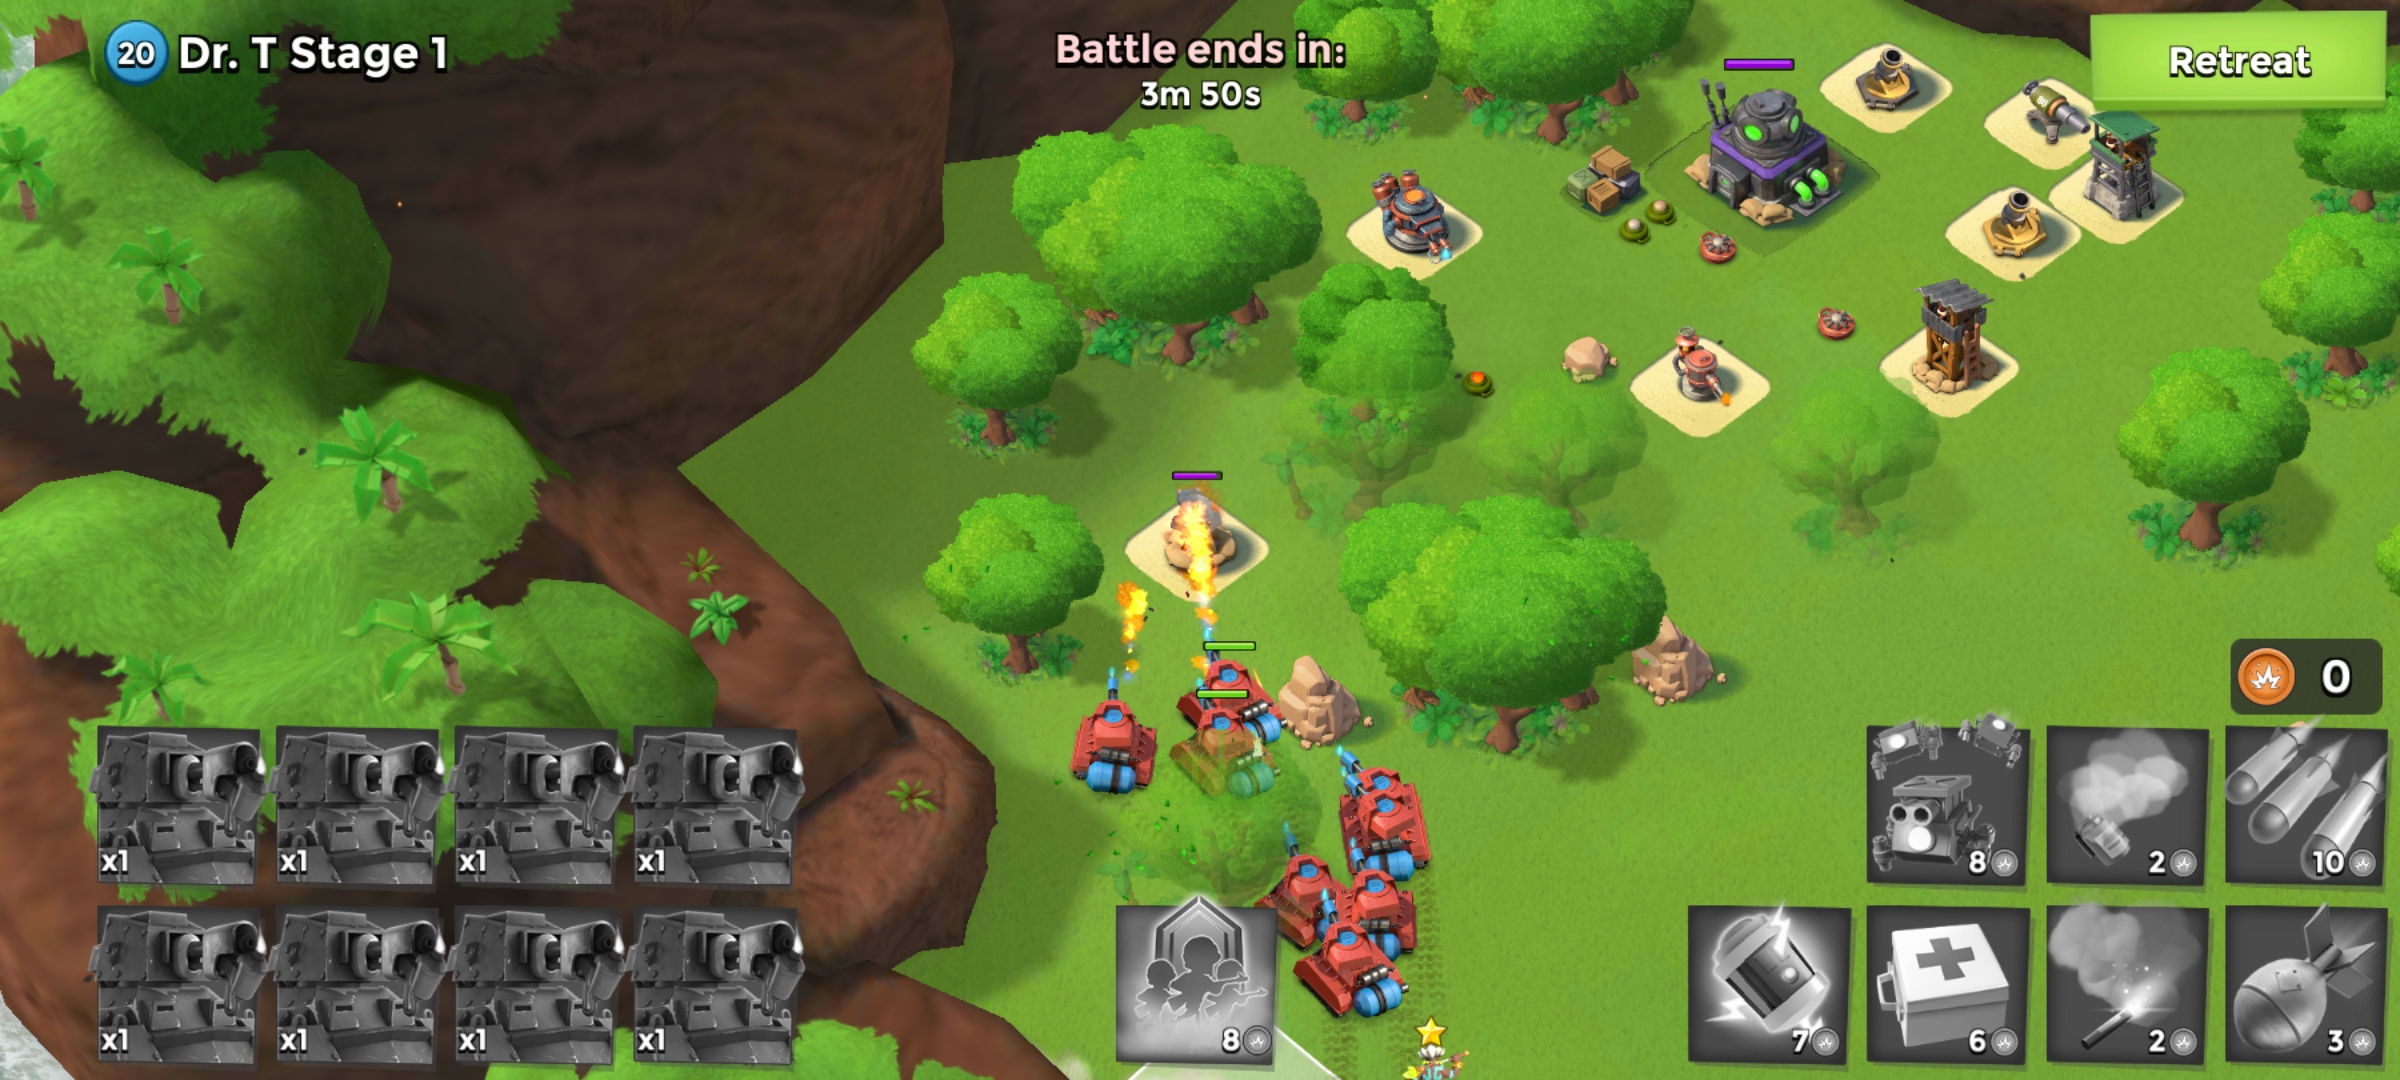 20 Dr. T Stage 1
Battle ends in:
3m 50s
Retreat
0
x1 x1 x1 x1
8 2 10
x1 x1 x1 x1
8 7 6 2 3